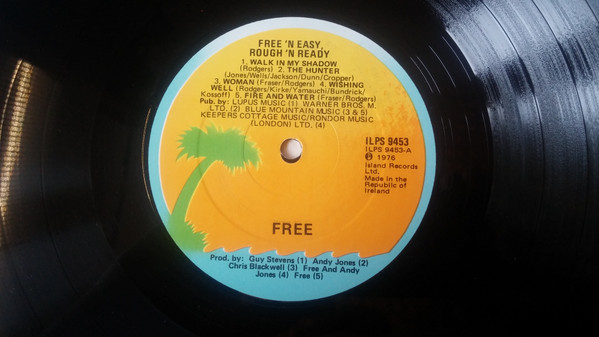 FREE 'N EASY,
ROUGH 'N READY
1. WALK IN MY SHADOW
(Rodgers) 2. THE HUNTER
(Jones/Wells/Jackson/Dunn/Cropper)
3. WOMAN (Fraser/Rodgers) 4. WISHING
WELL (Rodgers/Kirke/Yamauchi/Bundrick/
Kossoff) 5. FIRE AND WATER (Fraser/Rodgers)
Pub. by: LUPUS MUSIC (1) WARNER BROS. M.
LTD. (2) BLUE MOUNTAIN MUSIC (3 & 5)
KEEPERS COTTAGE MUSIC/RONDOR MUSIC
(LONDON) LTD. (4)
ILPS 9453
ILPS 9453-A
℗ 1976
Island Records
Ltd.
Made in the
Republic of
Ireland
FREE
Prod. by: Guy Stevens (1) Andy Jones (2)
Chris Blackwell (3) Free And Andy
Jones (4) Free (5)